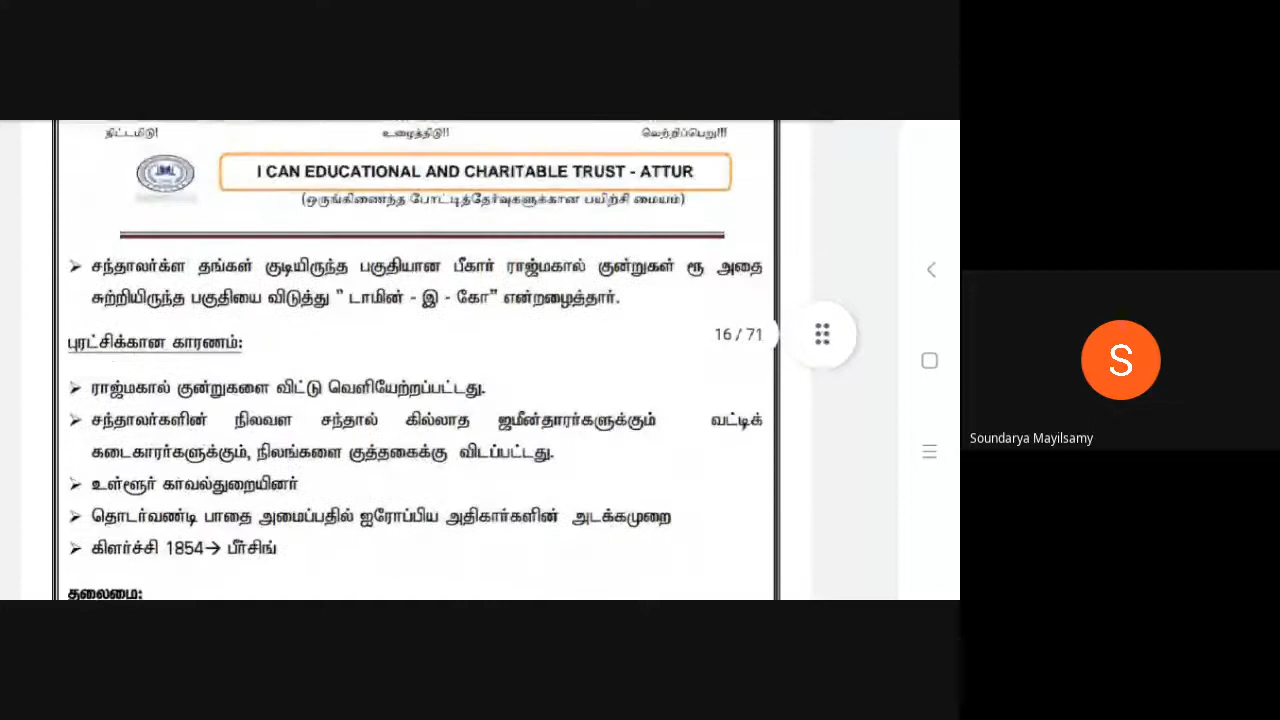 திட்டமிடு! உழைத்திடு!! வெற்றிப்பெறு!!!
I CAN EDUCATIONAL AND CHARITABLE TRUST - ATTUR
(ஒருங்கிணைந்த போட்டித்தேர்வுகளுக்கான பயிற்சி மையம்)
➢ சந்தாலர்க்ள தங்கள் குடியிருந்த பகுதியான பீகார் ராஜ்மகால் குன்றுகள் ரூ அதை
சுற்றியிருந்த பகுதியை விடுத்து " டாமின் - இ - கோ" என்றழைத்தார்.
16 / 71
புரட்சிக்கான காரணம்:
➢ ராஜ்மகால் குன்றுகளை விட்டு வெளியேற்றப்பட்டது.
➢ சந்தாலர்களின் நிலவள சந்தால் கில்லாத ஜமீன்தாரர்களுக்கும் வட்டிக்
கடைகாரர்களுக்கும், நிலங்களை குத்தகைக்கு விடப்பட்டது.
➢ உள்ளூர் காவல்துறையினர்
➢ தொடர்வண்டி பாதை அமைப்பதில் ஐரோப்பிய அதிகார்களின் அடக்கமுறை
➢ கிளர்ச்சி 1854→ பீர்சிங்
தலைமை:
S
Soundarya Mayilsamy